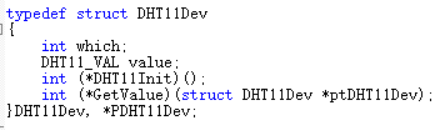 typedef struct DHT11Dev
{
    int which;
    DHT11_VAL value;
    int (*DHT11Init)();
    int (*GetValue)(struct DHT11Dev *ptDHT11Dev);
}DHT11Dev, *PDHT11Dev;